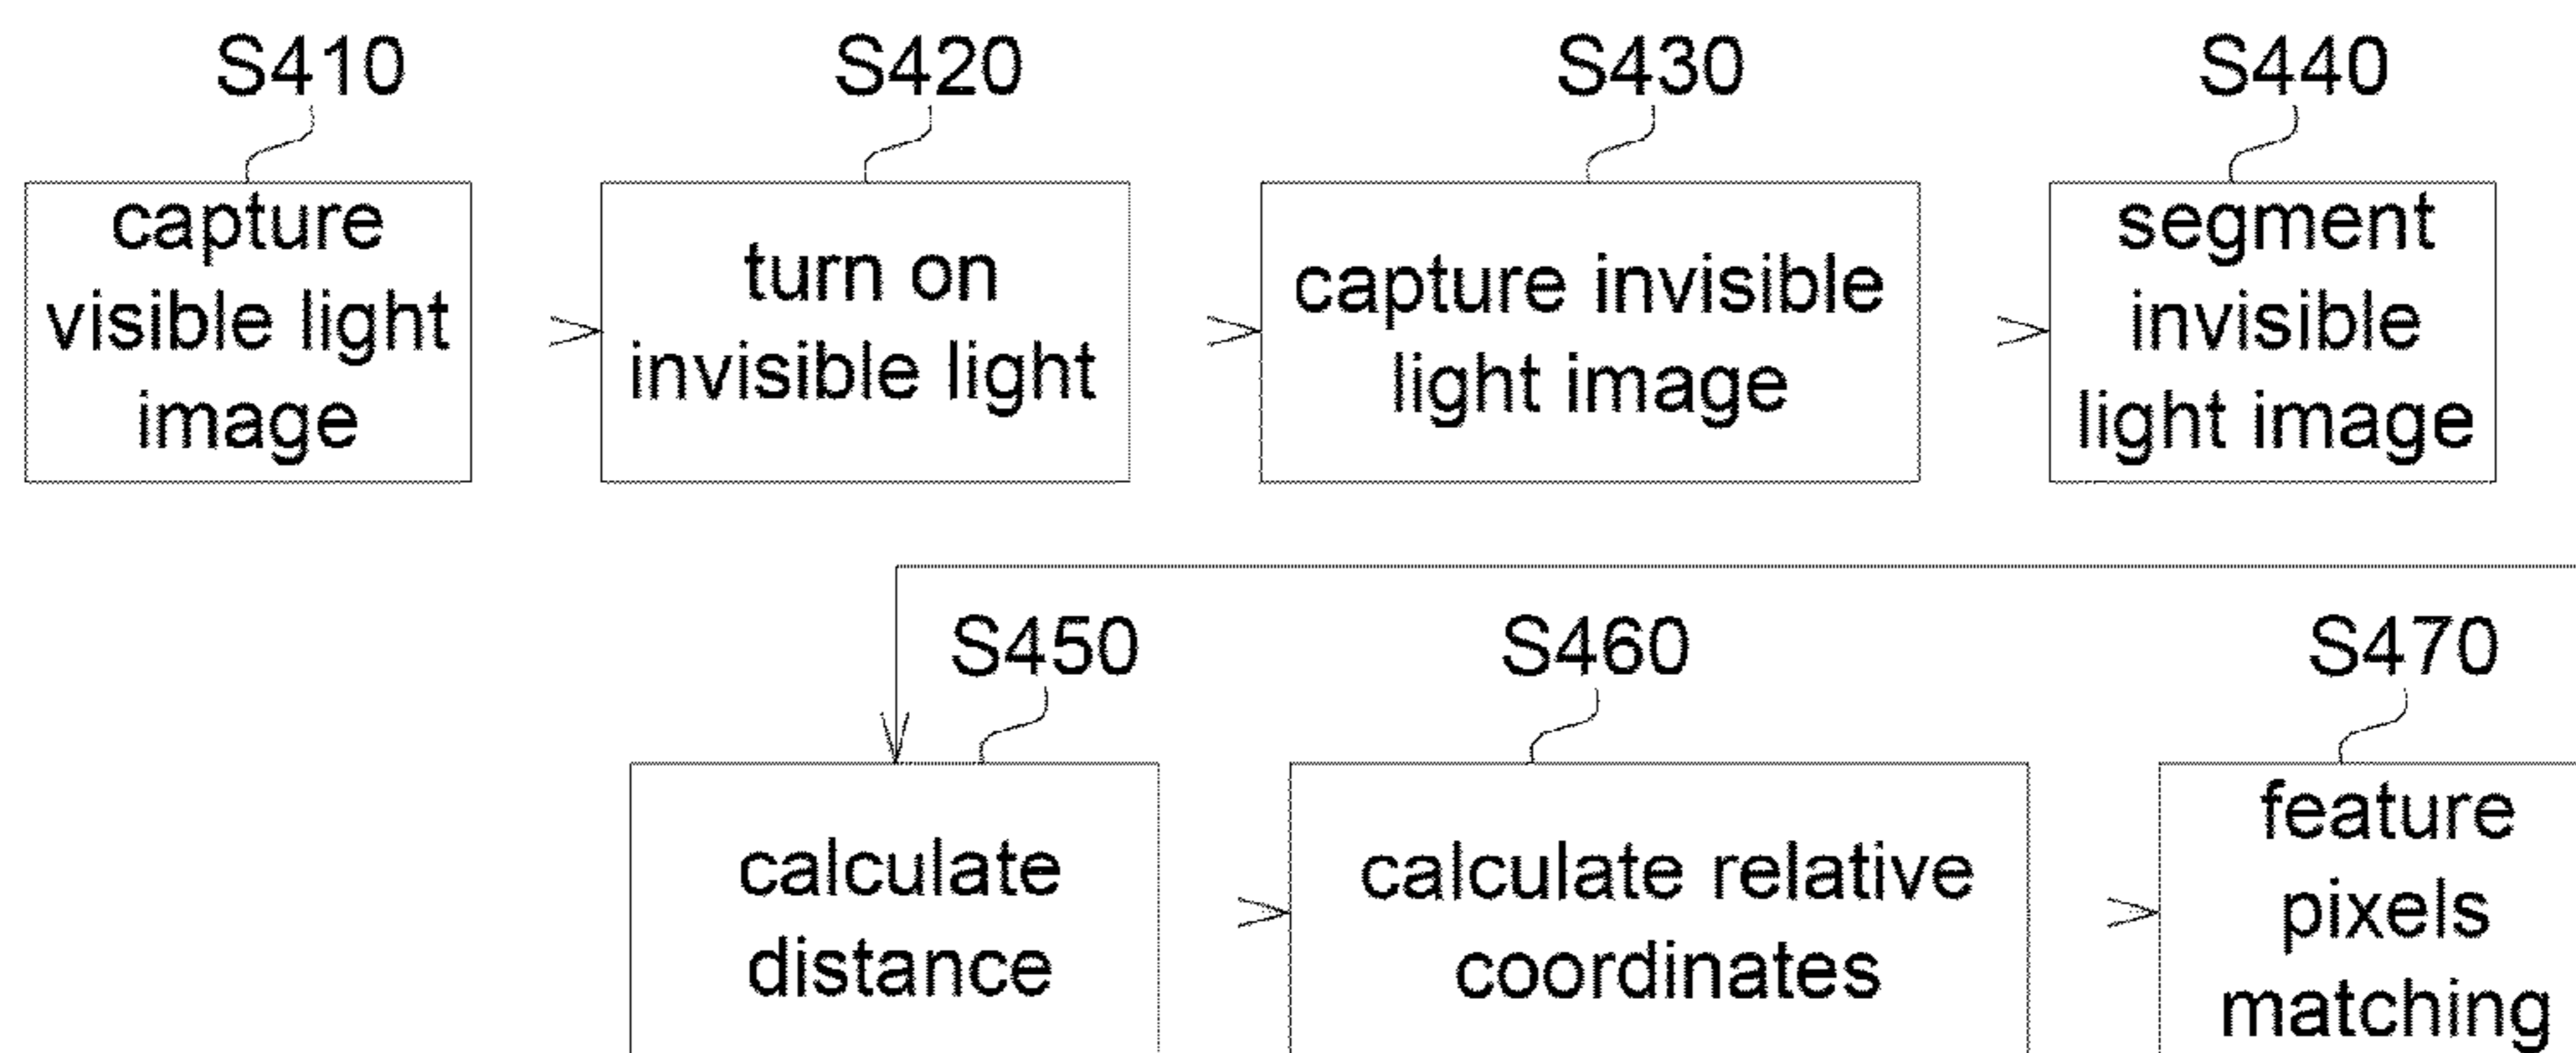 S410
S420
S430
S440
capture
visible light
image
turn on
invisible light
capture invisible
light image
segment
invisible
light image
S450
S460
S470
calculate
distance
calculate relative
coordinates
feature
pixels
matching